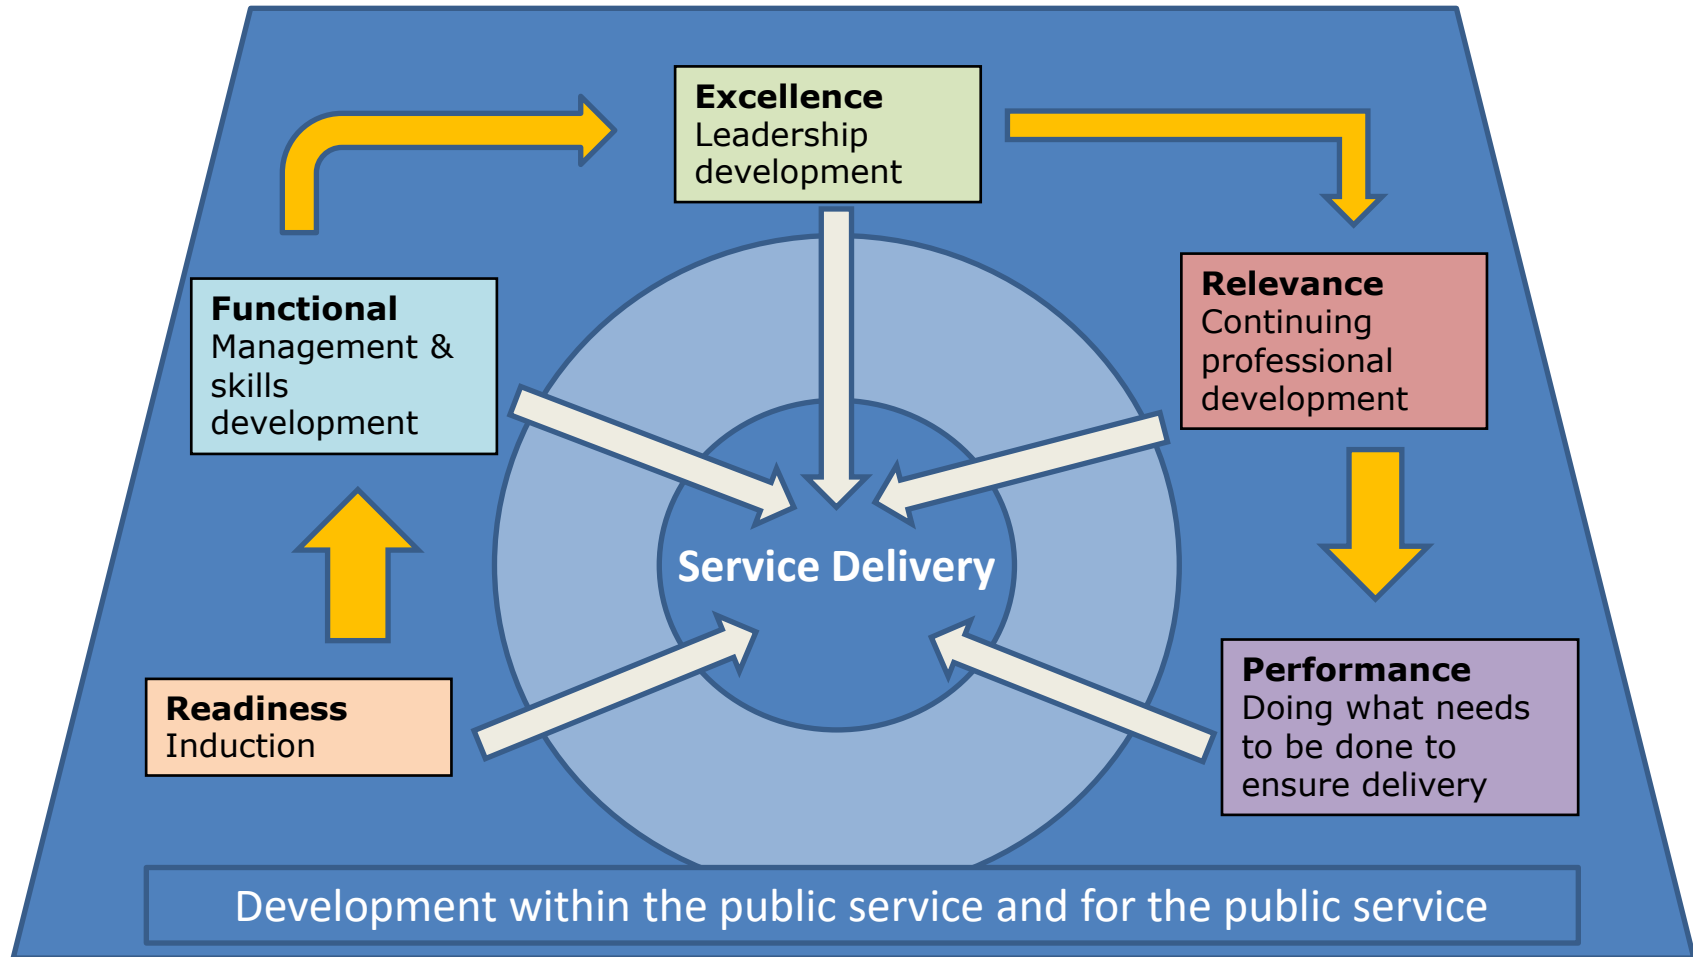 Excellence
Leadership
development
Functional
Management &
skills
development
Relevance
Continuing
professional
development
Service Delivery
Readiness
Induction
Performance
Doing what needs
to be done to
ensure delivery
Development within the public service and for the public service